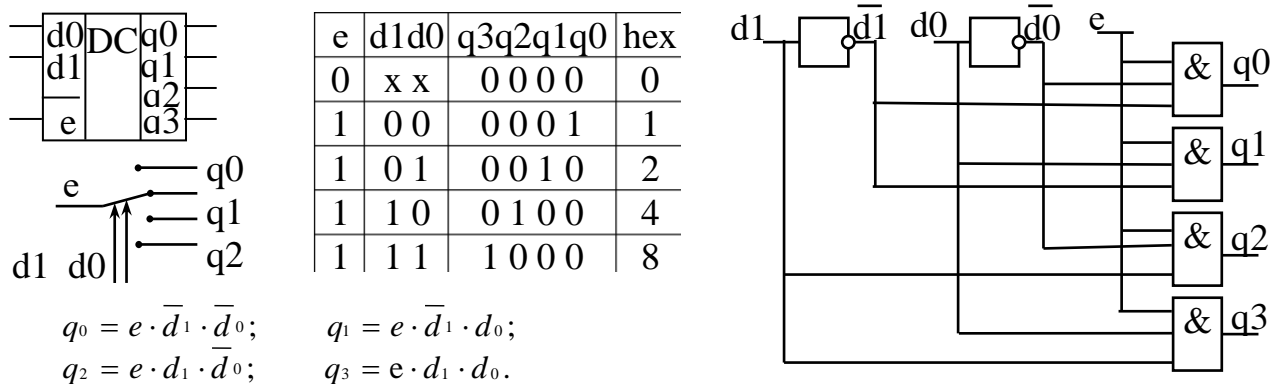 d0 DC q0
d1 q1
q2
e q3
e d1d0 q3q2q1q0 hex
0 x x 0 0 0 0 0
1 0 0 0 0 0 1 1
1 0 1 0 0 1 0 2
1 1 0 0 1 0 0 4
1 1 1 1 0 0 0 8
e
q0
q1
q2
d1 d0
q₀ = e · d̅₁ · d̅₀;
q₁ = e · d̅₁ · d₀;
q₂ = e · d₁ · d̅₀;
q₃ = e · d₁ · d₀.
d1 d̅1̅ d0 d̅0̅ e
& q0
& q1
& q2
& q3